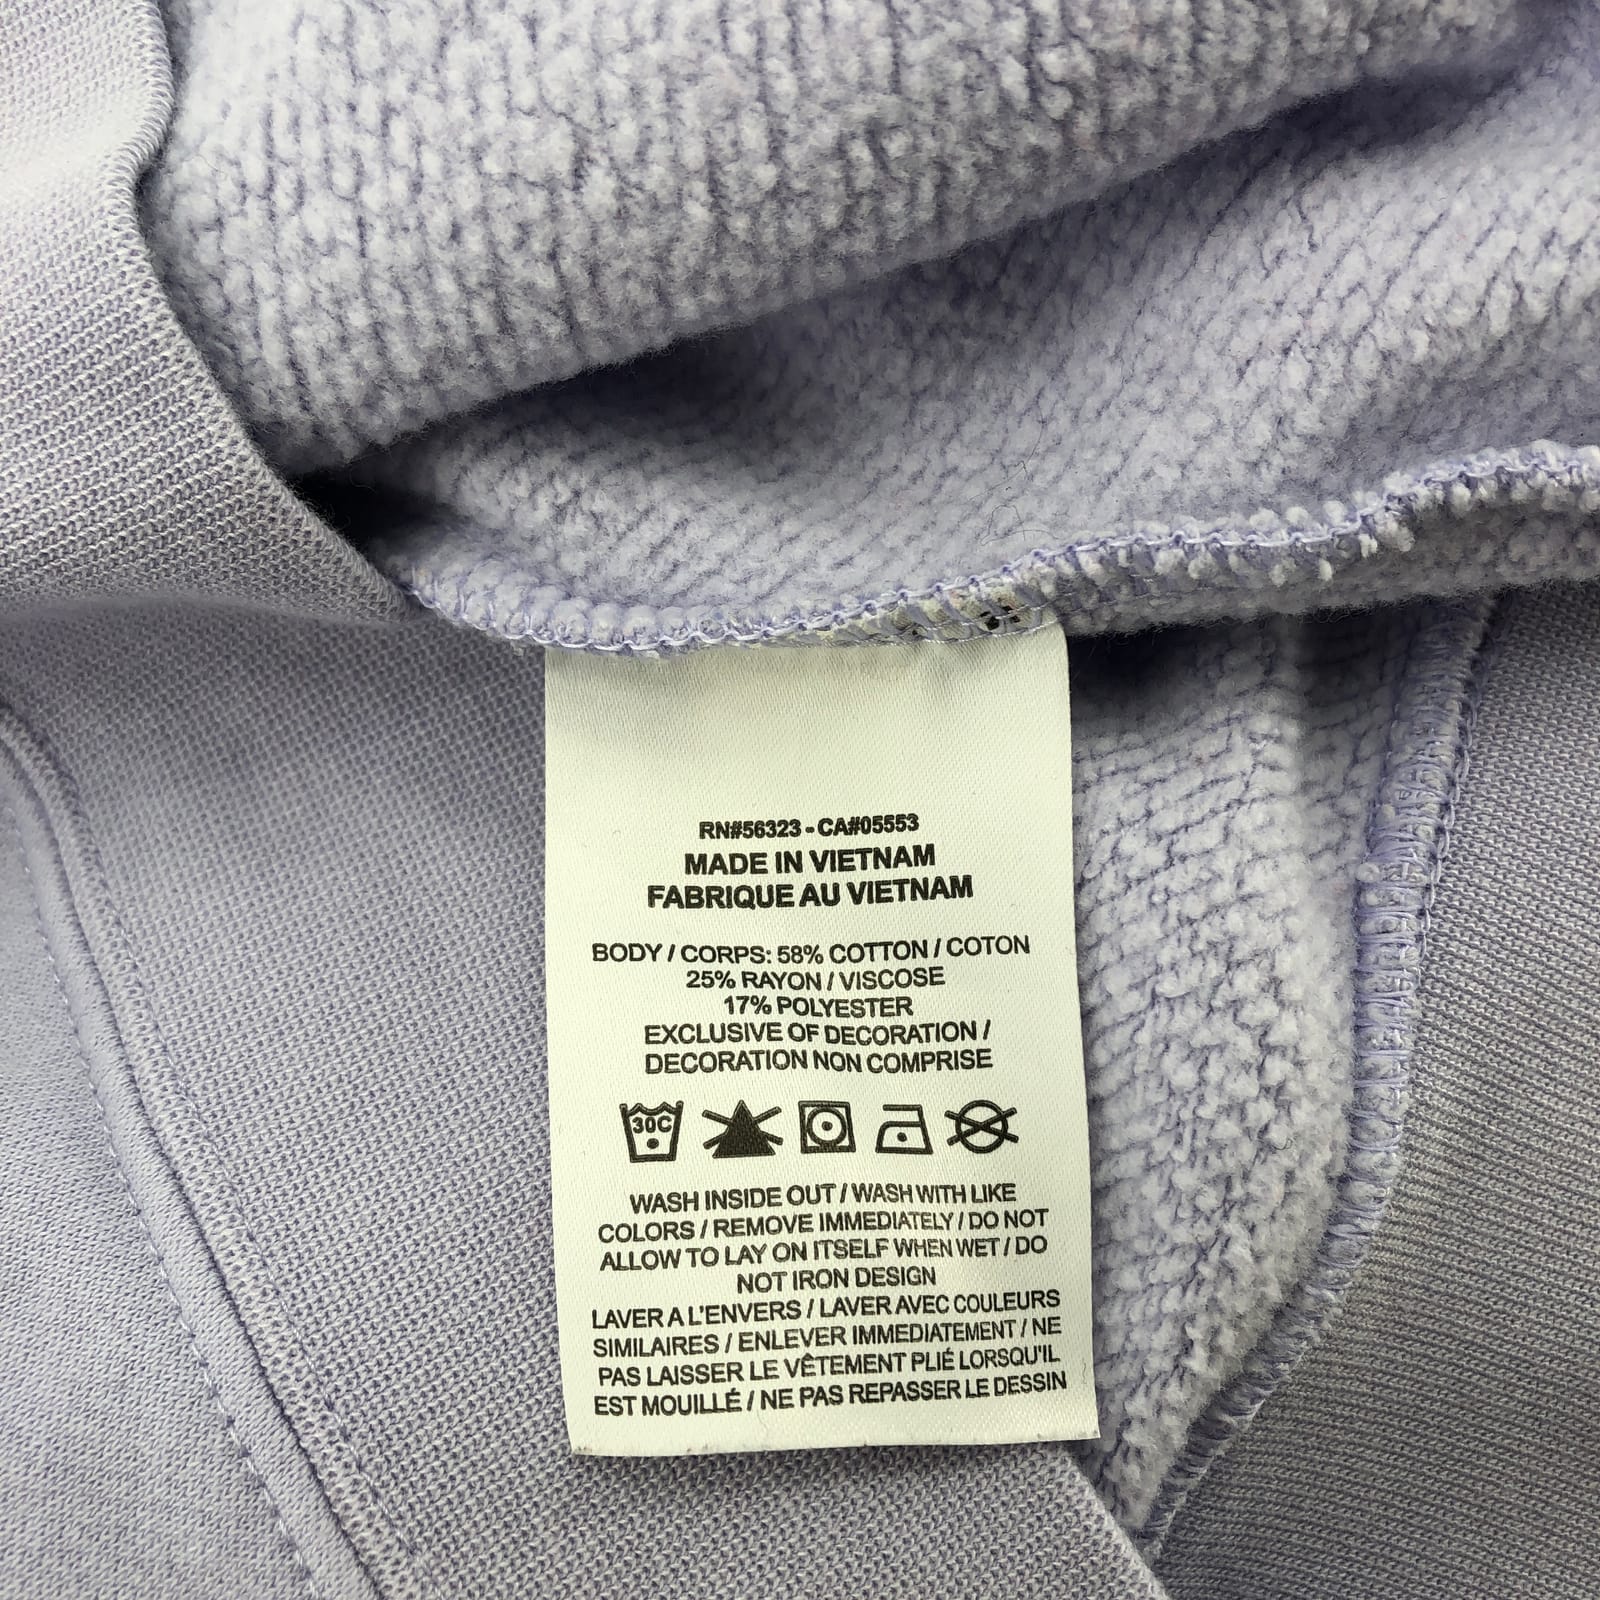 RN#56323 - CA#05553
MADE IN VIETNAM
FABRIQUE AU VIETNAM
BODY / CORPS: 58% COTTON / COTON
25% RAYON / VISCOSE
17% POLYESTER
EXCLUSIVE OF DECORATION /
DECORATION NON COMPRISE
30C
WASH INSIDE OUT / WASH WITH LIKE
COLORS / REMOVE IMMEDIATELY / DO NOT
ALLOW TO LAY ON ITSELF WHEN WET / DO
NOT IRON DESIGN
LAVER A L'ENVERS / LAVER AVEC COULEURS
SIMILAIRES / ENLEVER IMMEDIATEMENT / NE
PAS LAISSER LE VÊTEMENT PLIÉ LORSQU'IL
EST MOUILLÉ / NE PAS REPASSER LE DESSIN